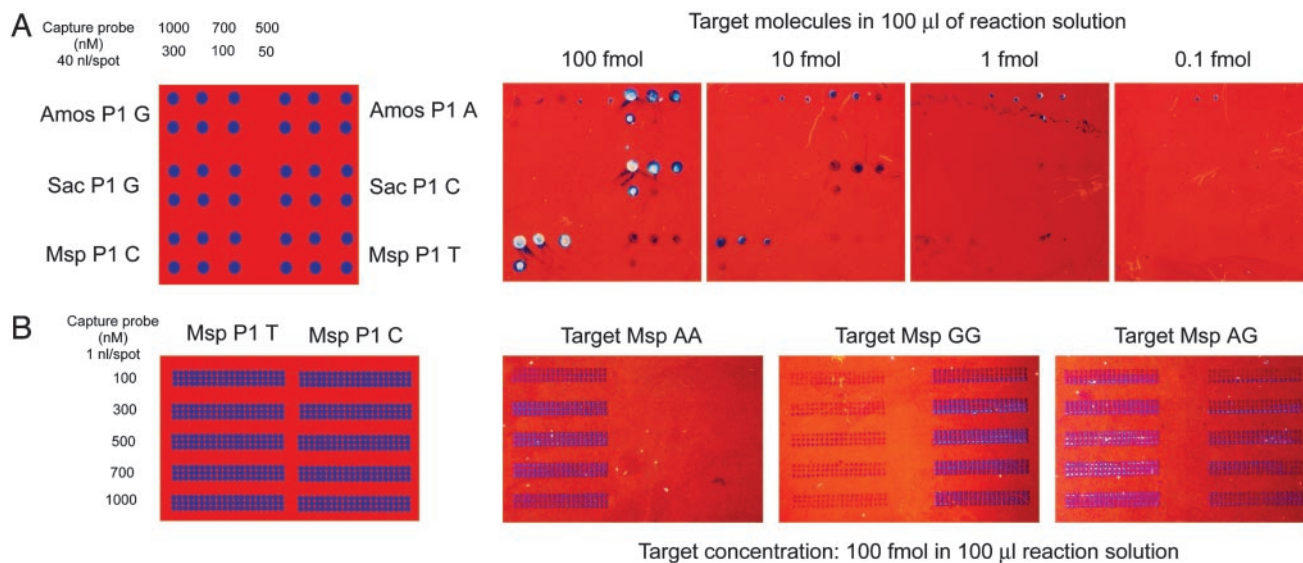 A
Capture probe
(nM)
40 nl/spot
1000 700 500
300 100 50
Target molecules in 100 µl of reaction solution
100 fmol 10 fmol 1 fmol 0.1 fmol
Amos P1 G
Amos P1 A
Sac P1 G
Sac P1 C
Msp P1 C
Msp P1 T
B
Capture probe
(nM)
1 nl/spot
Msp P1 T Msp P1 C
Target Msp AA Target Msp GG Target Msp AG
100
300
500
700
1000
Target concentration: 100 fmol in 100 µl reaction solution